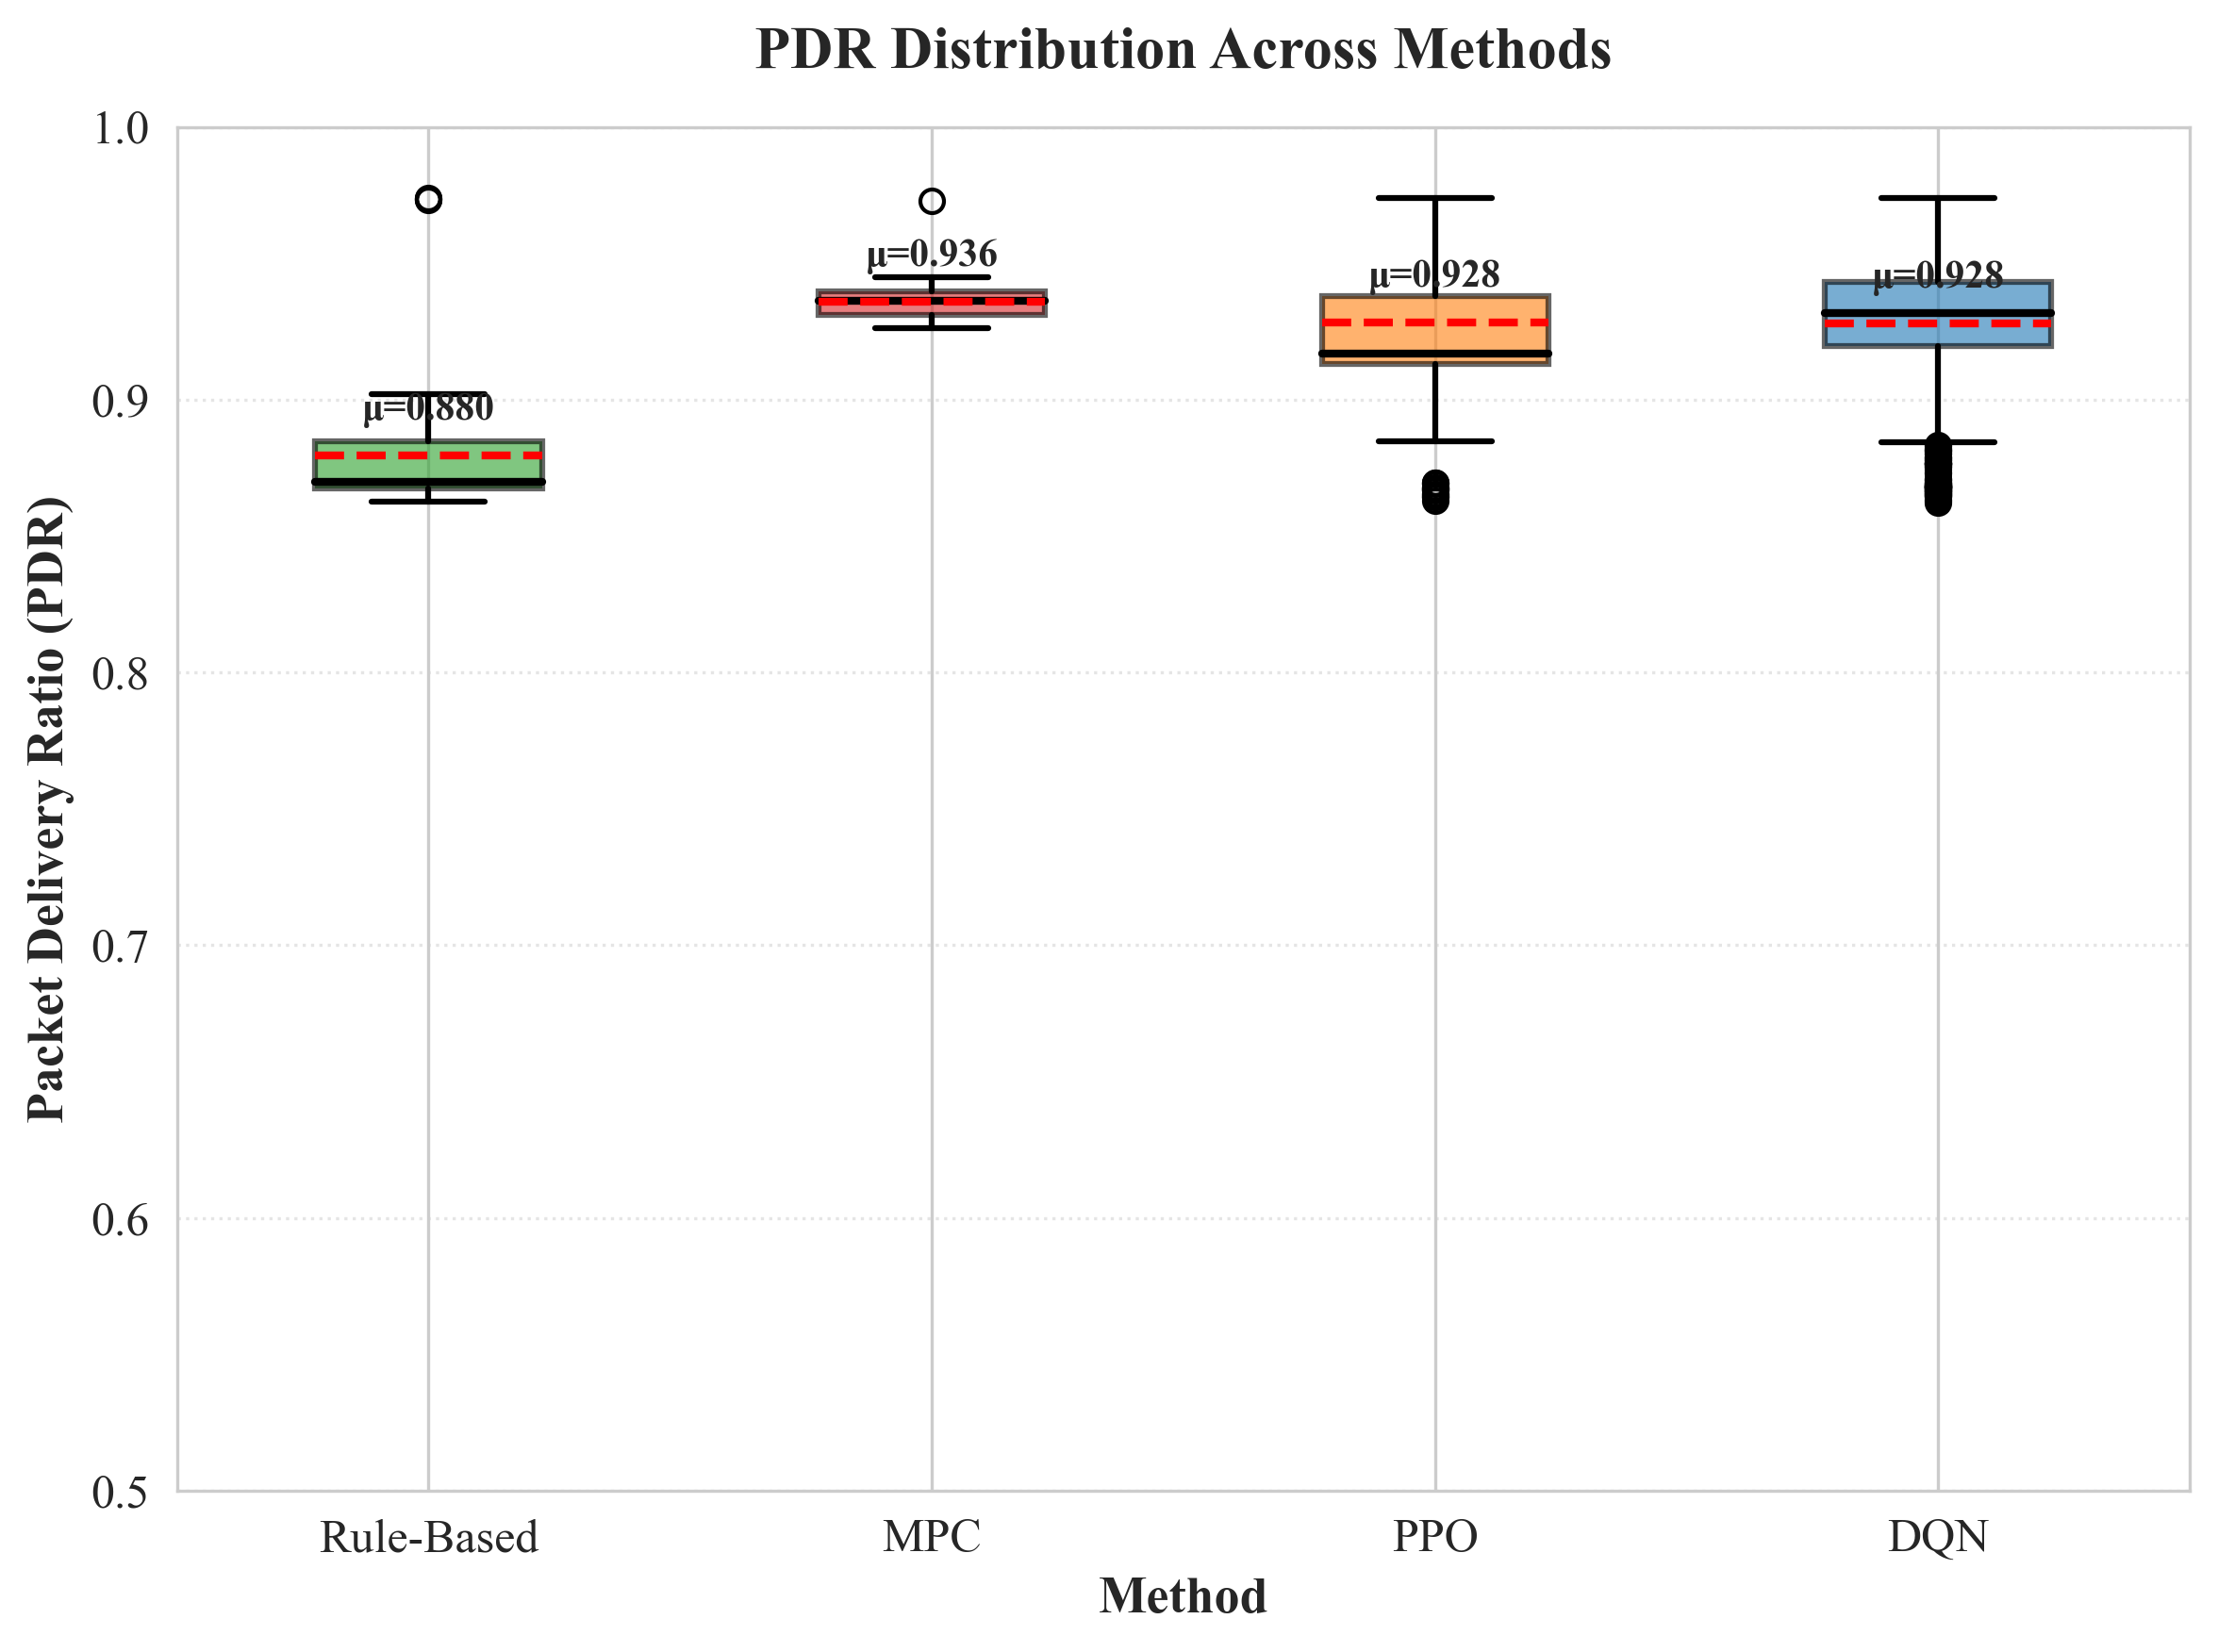 PDR Distribution Across Methods
Packet Delivery Ratio (PDR)
1.0
0.9
0.8
0.7
0.6
0.5
μ=0.880
μ=0.936
μ=0.928
μ=0.928
Rule-Based
MPC
PPO
DQN
Method